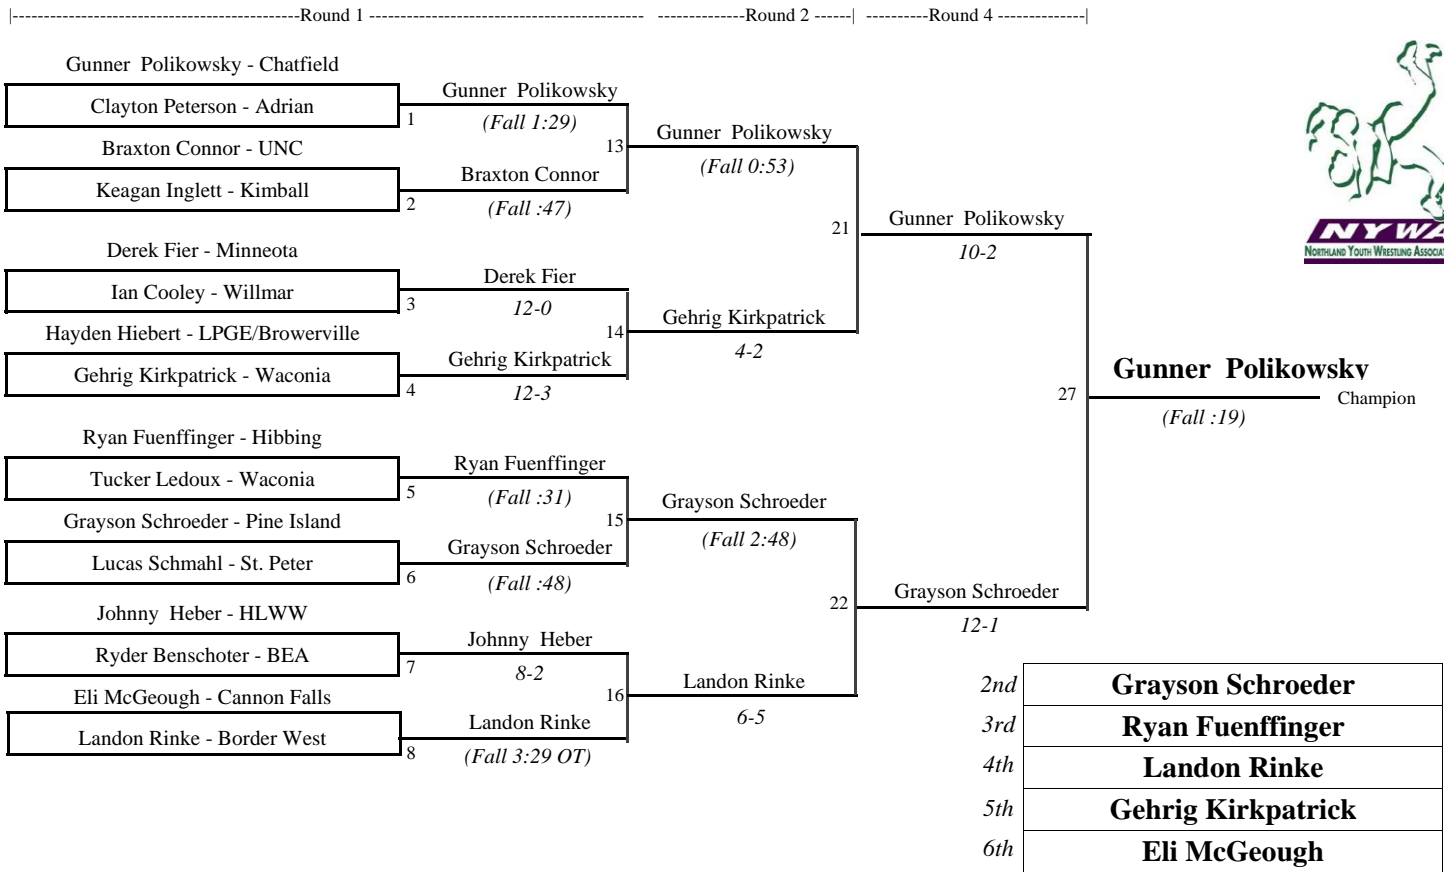 |----------------------------------------------Round 1 --------------------------------------------    --------------Round 2 ------|  ----------Round 4 --------------|
Gunner  Polikowsky - Chatfield
Clayton Peterson - Adrian
1
Gunner  Polikowsky
(Fall 1:29)
Braxton Connor - UNC
Keagan Inglett - Kimball
2
Braxton Connor
(Fall :47)
13
Gunner  Polikowsky
(Fall 0:53)
Derek Fier - Minneota
Ian Cooley - Willmar
3
Derek Fier
12-0
Hayden Hiebert - LPGE/Browerville
Gehrig Kirkpatrick - Waconia
4
Gehrig Kirkpatrick
12-3
14
Gehrig Kirkpatrick
4-2
21
Gunner  Polikowsky
10-2
Ryan Fuenffinger - Hibbing
Tucker Ledoux - Waconia
5
Ryan Fuenffinger
(Fall :31)
Grayson Schroeder - Pine Island
Lucas Schmahl - St. Peter
6
Grayson Schroeder
(Fall :48)
15
Grayson Schroeder
(Fall 2:48)
Johnny  Heber - HLWW
Ryder Benschoter - BEA
7
Johnny  Heber
8-2
Eli McGeough - Cannon Falls
Landon Rinke - Border West
8
Landon Rinke
(Fall 3:29 OT)
16
Landon Rinke
6-5
22
Grayson Schroeder
12-1
27
Gunner  Polikowsky
Champion
(Fall :19)
NYWA
NORTHLAND YOUTH WRESTLING
2nd Grayson Schroeder
3rd Ryan Fuenffinger
4th Landon Rinke
5th Gehrig Kirkpatrick
6th Eli McGeough